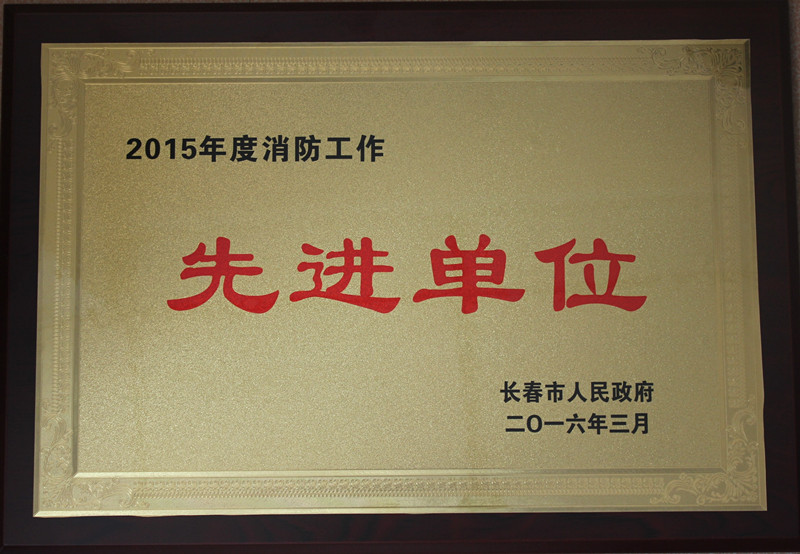 2015年度消防工作
先进单位
长春市人民政府
二〇一六年三月